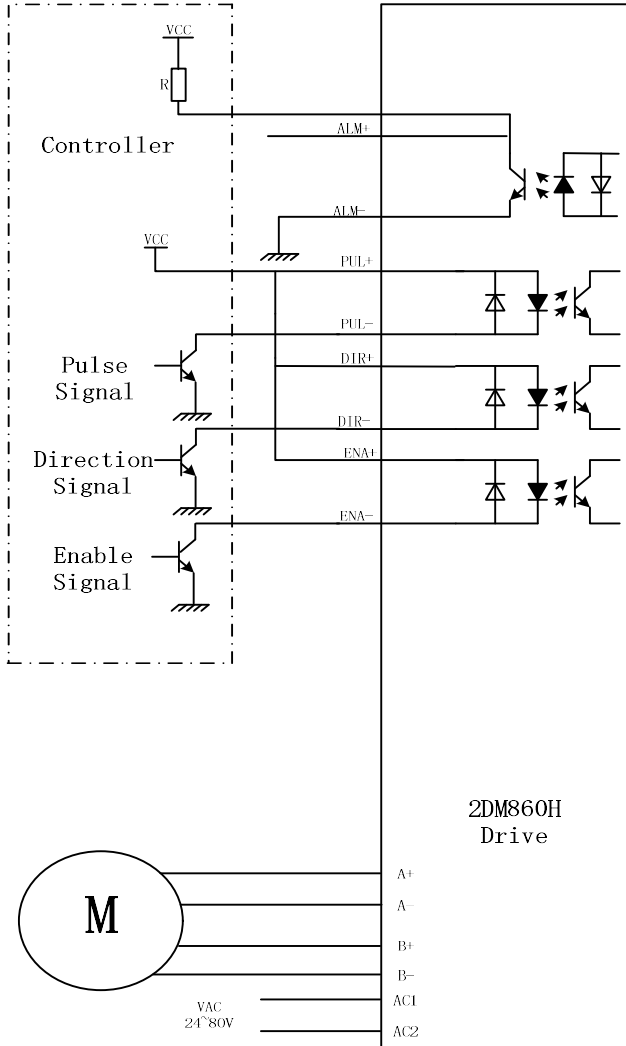 VCC
R
ALM+
Controller
ALM-
VCC
PUL+
PUL-
Pulse
Signal
DIR+
DIR-
Direction
Signal
ENA+
ENA-
Enable
Signal
2DM860H
Drive
A+
A-
M
B+
B-
VAC
24~80V
AC1
AC2